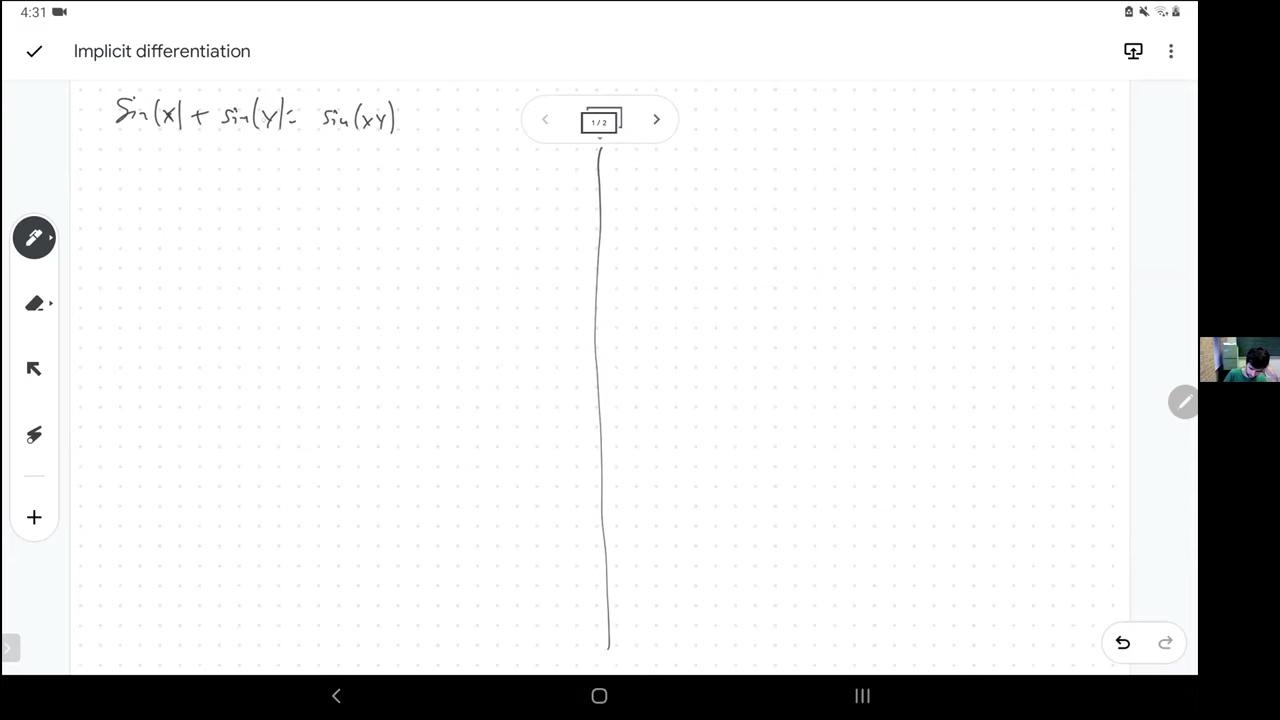 4:31
Implicit differentiation
Sin(x) + sin(y) = sin(xy)
1 / 2